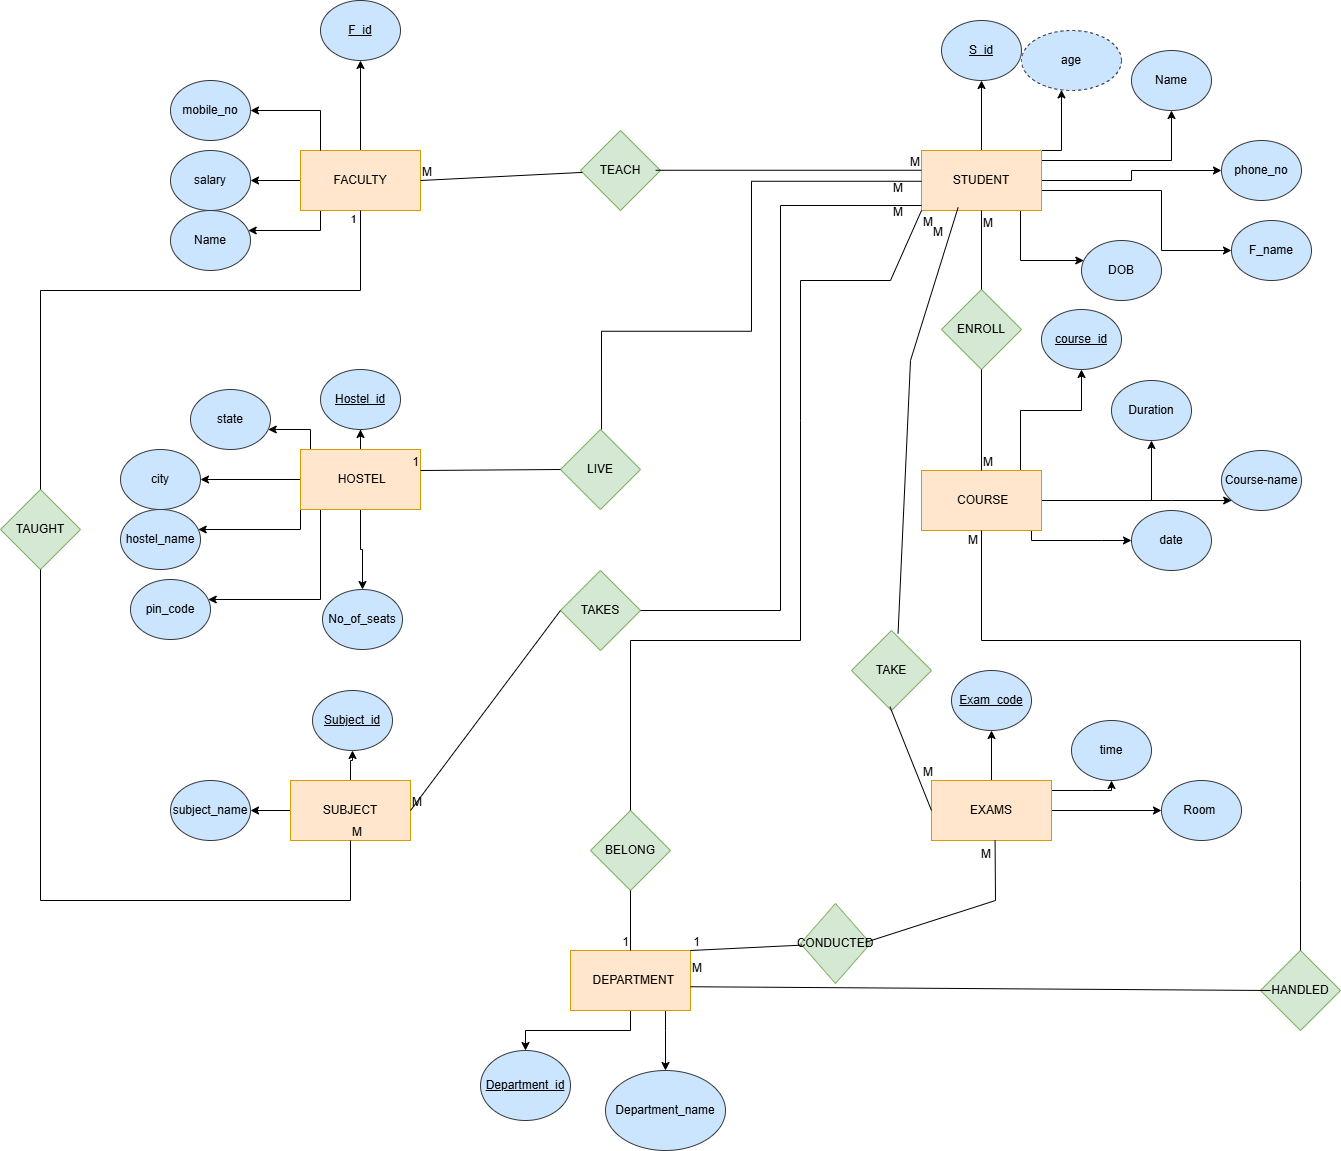 F_id
S_id
age
Name
mobile_no
phone_no
TEACH
M
M
FACULTY
STUDENT
salary
M
M
1
M
M
M
Name
F_name
DOB
ENROLL
course_id
Hostel_id
Duration
state
1
M
LIVE
HOSTEL
city
Course-name
COURSE
TAUGHT
hostel_name
M
date
pin_code
TAKES
No_of_seats
TAKE
Exam_code
Subject_id
time
M
M
subject_name
SUBJECT
EXAMS
Room
M
BELONG
M
1
1
CONDUCTED
M
DEPARTMENT
HANDLED
Department_id
Department_name